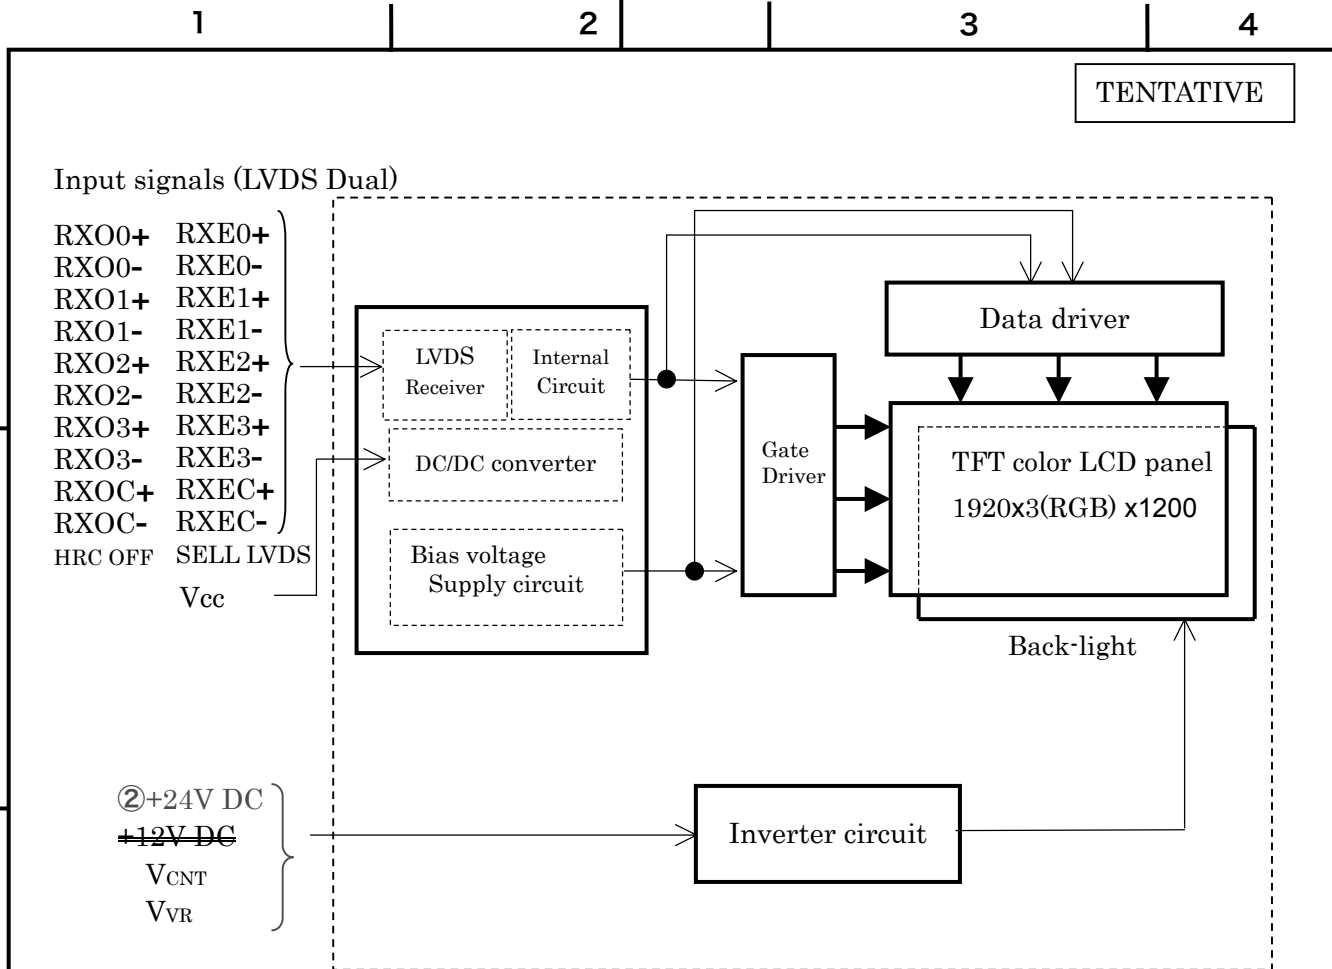 1 2 3 4
TENTATIVE
Input signals (LVDS Dual)
RXO0+ RXE0+
RXO0- RXE0-
RXO1+ RXE1+
RXO1- RXE1-
RXO2+ RXE2+
RXO2- RXE2-
RXO3+ RXE3+
RXO3- RXE3-
RXOC+ RXEC+
RXOC- RXEC-
HRC OFF SELL LVDS
Vcc
LVDS
Receiver
Internal
Circuit
DC/DC converter
Bias voltage
Supply circuit
Gate
Driver
Data driver
TFT color LCD panel
1920x3(RGB) x1200
Back-light
②+24V DC
+12V DC
VCNT
VVR
Inverter circuit